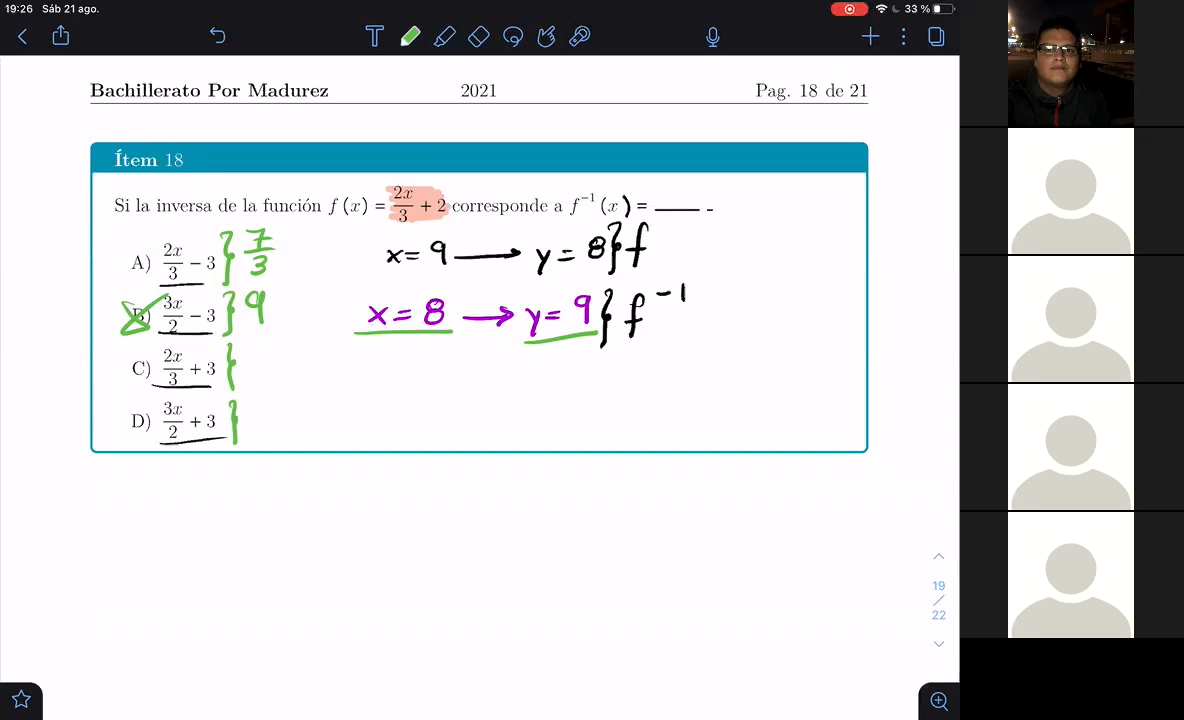 19:26 Sáb 21 ago. 33 %
Bachillerato Por Madurez 2021 Pag. 18 de 21
Ítem 18
Si la inversa de la función f (x) = 2x/3 + 2 corresponde a f⁻¹ (x) = ____ .
x = 9 ⟶ y = 8 } f
A) 2x/3 − 3 } 7/3
x = 8 ⟶ y = 9 } f⁻¹
B) 3x/2 − 3 } 9
C) 2x/3 + 3 }
D) 3x/2 + 3 }
19
/
22